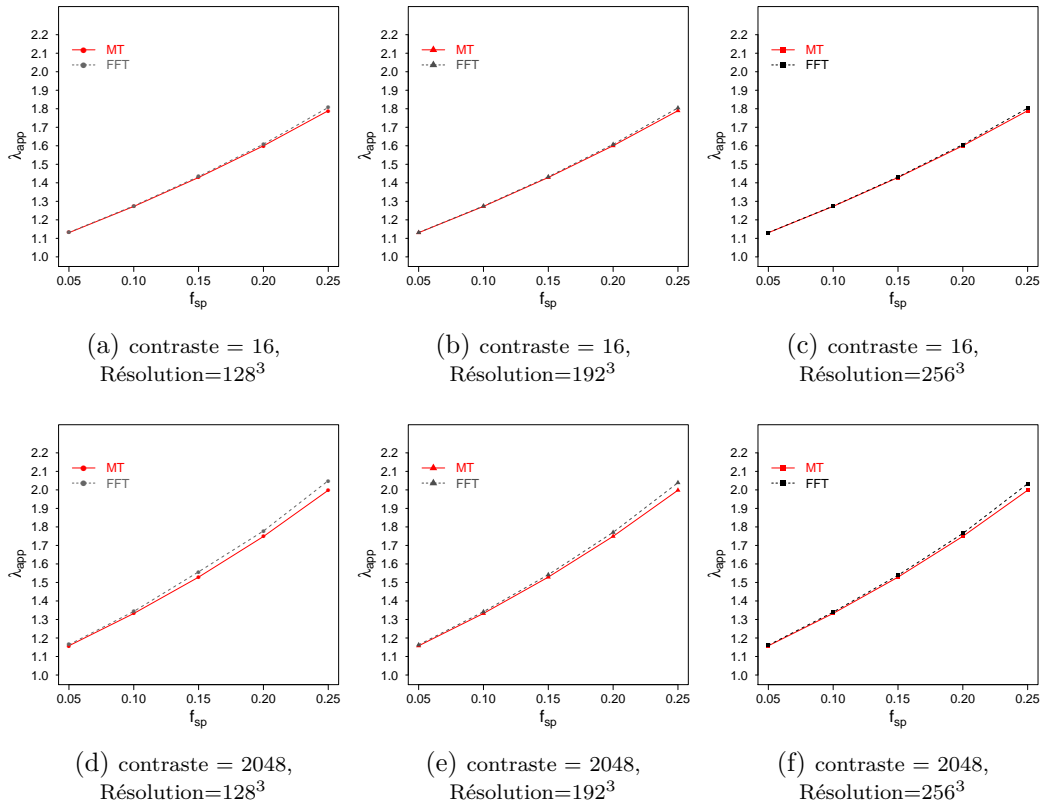 2.2
2.1
2.0
1.9
1.8
1.7
1.6
1.5
1.4
1.3
1.2
1.1
1.0
λapp
MT
FFT
0.05 0.10 0.15 0.20 0.25
fsp
(a) contraste = 16,
Résolution=128³
2.2
2.1
2.0
1.9
1.8
1.7
1.6
1.5
1.4
1.3
1.2
1.1
1.0
λapp
MT
FFT
0.05 0.10 0.15 0.20 0.25
fsp
(b) contraste = 16,
Résolution=192³
2.2
2.1
2.0
1.9
1.8
1.7
1.6
1.5
1.4
1.3
1.2
1.1
1.0
λapp
MT
FFT
0.05 0.10 0.15 0.20 0.25
fsp
(c) contraste = 16,
Résolution=256³
2.2
2.1
2.0
1.9
1.8
1.7
1.6
1.5
1.4
1.3
1.2
1.1
1.0
λapp
MT
FFT
0.05 0.10 0.15 0.20 0.25
fsp
(d) contraste = 2048,
Résolution=128³
2.2
2.1
2.0
1.9
1.8
1.7
1.6
1.5
1.4
1.3
1.2
1.1
1.0
λapp
MT
FFT
0.05 0.10 0.15 0.20 0.25
fsp
(e) contraste = 2048,
Résolution=192³
2.2
2.1
2.0
1.9
1.8
1.7
1.6
1.5
1.4
1.3
1.2
1.1
1.0
λapp
MT
FFT
0.05 0.10 0.15 0.20 0.25
fsp
(f) contraste = 2048,
Résolution=256³